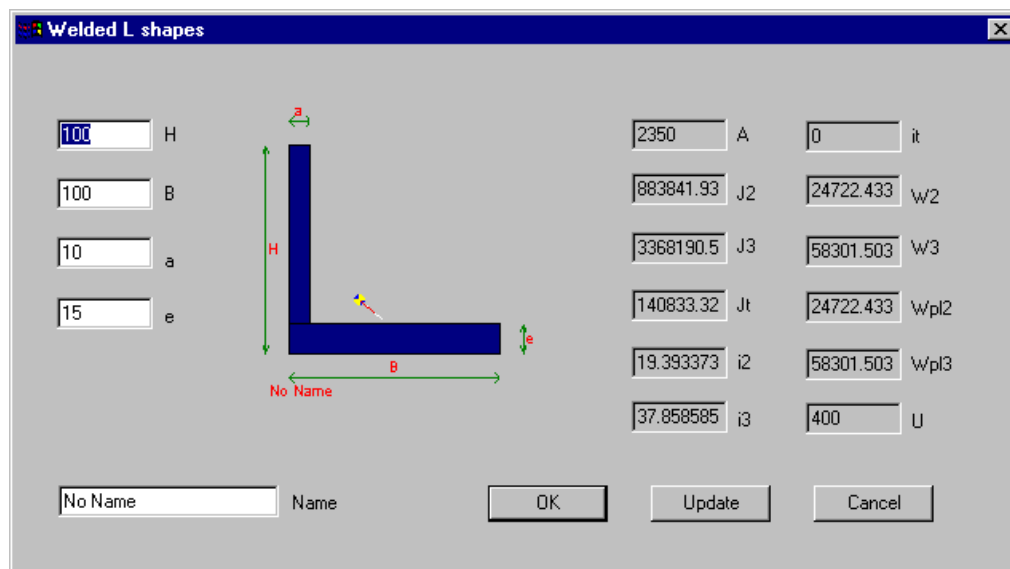 Welded L shapes
a
100 H 2350 A 0 it
100 B 883841.93 J2 24722.433 W2
10 a H 3368190.5 J3 58301.503 W3
15 e 140833.32 Jt 24722.433 Wpl2
e
B 19.393373 i2 58301.503 Wpl3
No Name
37.858585 i3 400 U
No Name Name OK Update Cancel